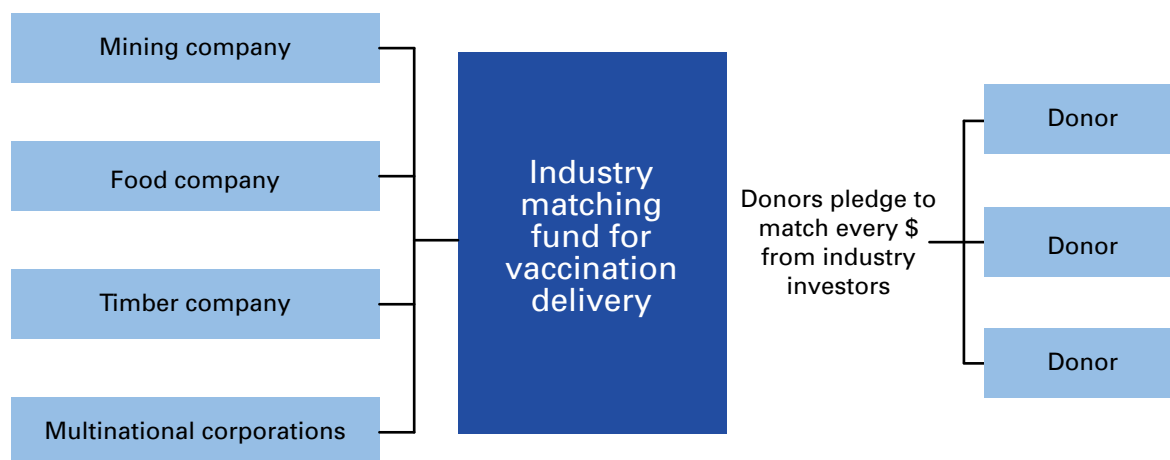 Mining company
Food company
Timber company
Multinational corporations
Industry
matching
fund for
vaccination
delivery
Donors pledge to
match every $
from industry
investors
Donor
Donor
Donor